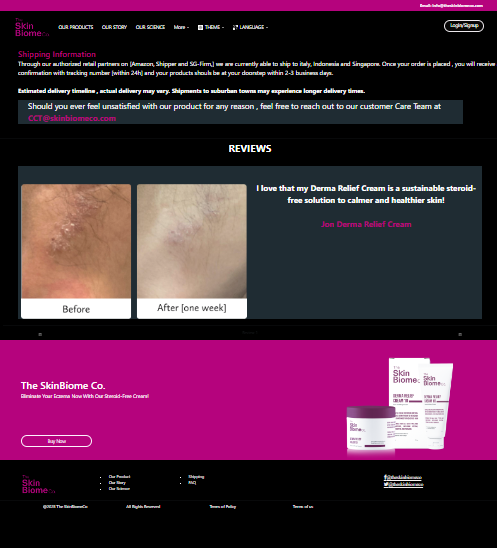 Email: Info@theskinbiomeco.com
The
Skin
Biome Co.
OUR PRODUCTS OUR STORY OUR SCIENCE More THEME LANGUAGE Login/Signup
Shipping Information
Through our authorized retail partners on [Amazon, Shipper and SG-Firm,] we are currently able to ship to italy, Indonesia and Singapore. Once your order is placed , you will receive
confirmation with tracking number [within 24h] and your products shoule be at your doorstep within 2-3 business days.
Estimated delivery timeline , actual delivery may vary. Shipments to suburban towns may experience longer delivery times.
Should you ever feel unsatisfied with our product for any reason , feel free to reach out to our customer Care Team at
CCT@skinbiomeco.com
REVIEWS
I love that my Derma Relief Cream is a sustainable steroid-
free solution to calmer and healthier skin!
Jon Derma Relief Cream
Before
After [one week]
The SkinBiome Co.
Eliminate Your Eczema Now With Our Steroid-Free Cream!
Buy Now
The
Skin
Biome Co.
DERMA RELIEF
CREAM
Skin
Biome
DERMA RELIEF
CREAM
The
Skin
Biome Co.
Our Product
Our Story
Our Science
Shipping
FAQ
@theskinbiomeco
@theskinbiomeco
@2023 The SkinBiomeCo All Rights Reserved Terms of Policy Terms of us